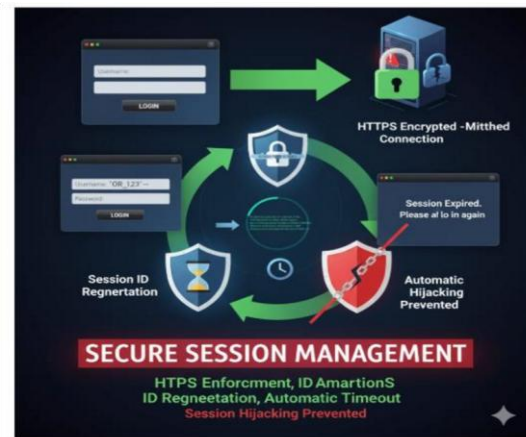 Username:
LOGIN
HTTPS Encrypted -Mitthed
Connection
Username: "OR_123"—
Password:
LOGIN
Session Expired.
Please al lo in again
Session ID
Regnertation
Automatic
Hijacking
Prevented
SECURE SESSION MANAGEMENT
HTPS Enforcment, ID AmartionS
ID Regneetation, Automatic Timeout
Session Hijacking Prevented